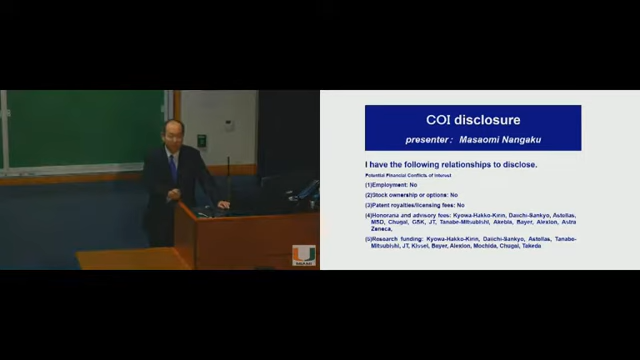 COI disclosure
presenter: Masaomi Nangaku
I have the following relationships to disclose.
Potential Financial Conflicts of Interest
(1)Employment: No
(2)Stock ownership or options: No
(3)Patent royalties/licensing fees: No
(4)Honoraria and advisory fees: Kyowa-Hakko-Kirin, Daiichi-Sankyo, Astellas,
MSD, Chugai, GSK, JT, Tanabe-Mitsubishi, Akebia, Bayer, Alexion, Astra
Zeneca,
(5)Research funding: Kyowa-Hakko-Kirin, Daiichi-Sankyo, Astellas, Tanabe-
Mitsubishi, JT, Kissei, Bayer, Alexion, Mochida, Chugai, Takeda
U